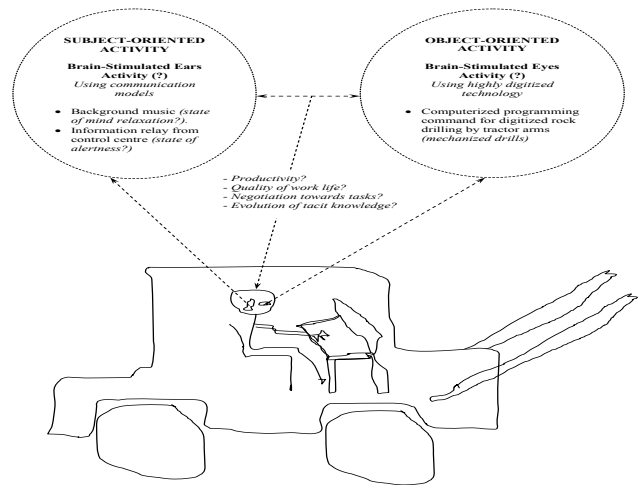 SUBJECT-ORIENTED
ACTIVITY
Brain-Stimulated Ears
Activity (?)
Using communication
models
• Background music (state
of mind relaxation?).
• Information relay from
control centre (state of
alertness?)
OBJECT-ORIENTED
ACTIVITY
Brain-Stimulated Eyes
Activity (?)
Using highly digitized
technology
• Computerized programming
command for digitized rock
drilling by tractor arms
(mechanized drills)
- Productivity?
- Quality of work life?
- Negotiation towards tasks?
- Evolution of tacit knowledge?